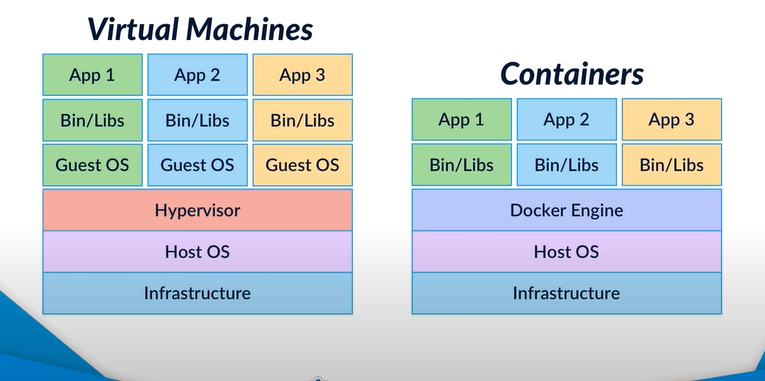 Virtual Machines
App 1 App 2 App 3
Bin/Libs Bin/Libs Bin/Libs
Guest OS Guest OS Guest OS
Hypervisor
Host OS
Infrastructure
Containers
App 1 App 2 App 3
Bin/Libs Bin/Libs Bin/Libs
Docker Engine
Host OS
Infrastructure